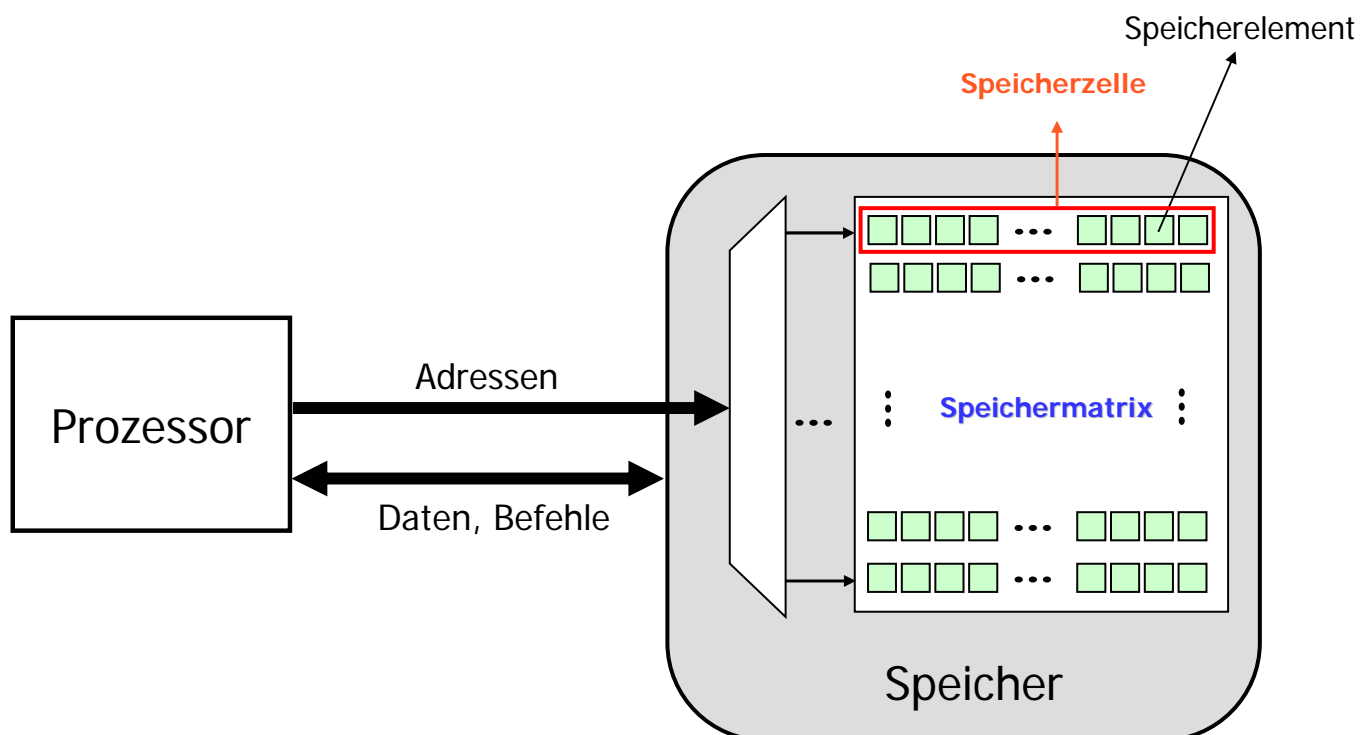 Speicherelement
Speicherzelle
Adressen
Prozessor
Speichermatrix
Daten, Befehle
Speicher